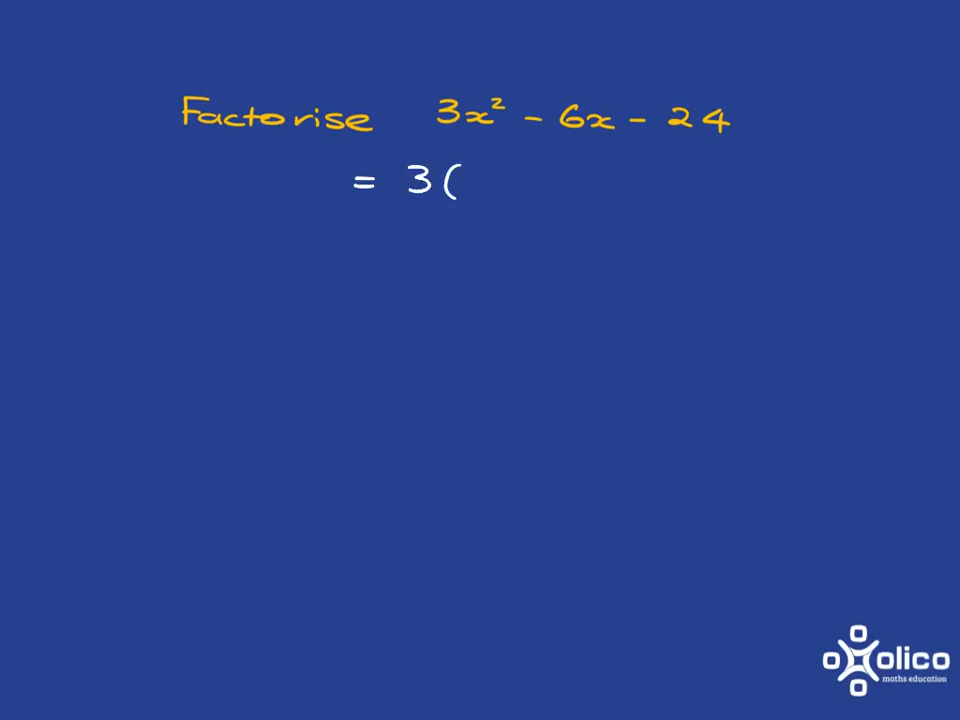 Factorise 3x² - 6x - 24
= 3(
olico
maths education